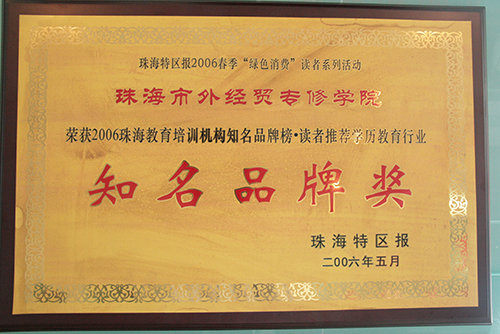 珠海特区报2006春季“绿色消费”读者系列活动
珠海市外经贸专修学院
荣获2006珠海教育培训机构知名品牌榜·读者推荐学历教育行业
知名品牌奖
珠海特区报
二00六年五月